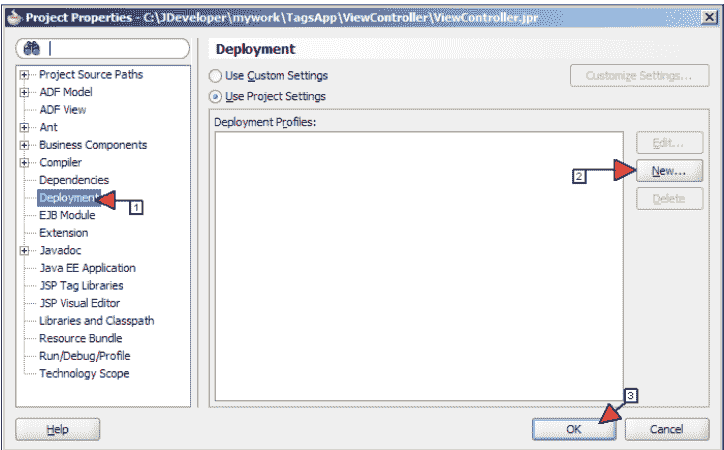 Project Properties - C:\JDeveloper\mywork\TagsApp\ViewController\ViewController.jpr
Project Source Paths
ADF Model
ADF View
Ant
Business Components
Compiler
Dependencies
Deployment
1
EJB Module
Extension
Javadoc
Java EE Application
JSP Tag Libraries
JSP Visual Editor
Libraries and Classpath
Resource Bundle
Run/Debug/Profile
Technology Scope
Deployment
Use Custom Settings
Customize Settings...
Use Project Settings
Deployment Profiles:
Edit...
2
New...
Delete
3
Help
OK
Cancel